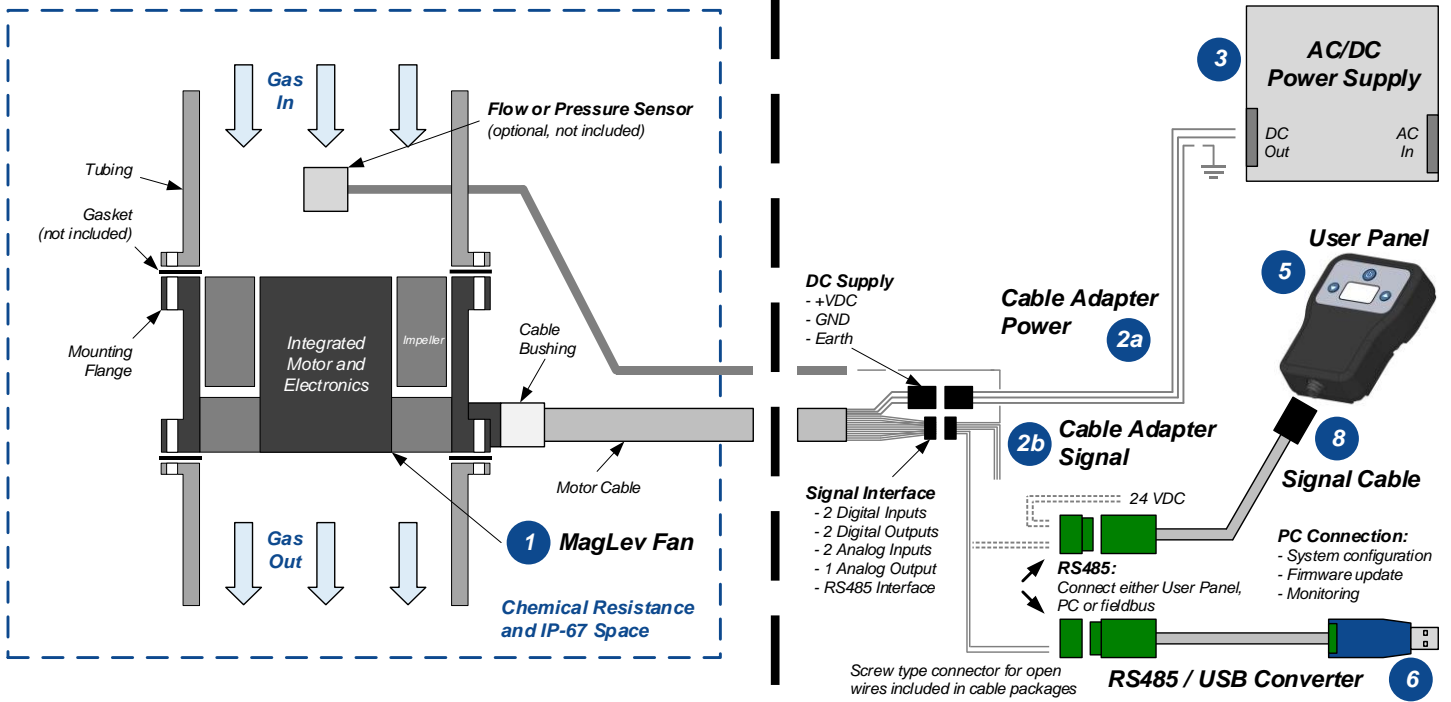 Gas
In
Flow or Pressure Sensor
(optional, not included)
Tubing
Gasket
(not included)
Mounting
Flange
Integrated
Motor and
Electronics
Impeller
Cable
Bushing
Motor Cable
Gas
Out
1 MagLev Fan
Chemical Resistance
and IP-67 Space
3
AC/DC
Power Supply
DC
Out
AC
In
User Panel
5
DC Supply
- +VDC
- GND
- Earth
Cable Adapter
Power
2a
2b
Cable Adapter
Signal
8
Signal Cable
Signal Interface
- 2 Digital Inputs
- 2 Digital Outputs
- 2 Analog Inputs
- 1 Analog Output
- RS485 Interface
24 VDC
RS485:
Connect either User Panel,
PC or fieldbus
PC Connection:
- System configuration
- Firmware update
- Monitoring
Screw type connector for open
wires included in cable packages
RS485 / USB Converter
6